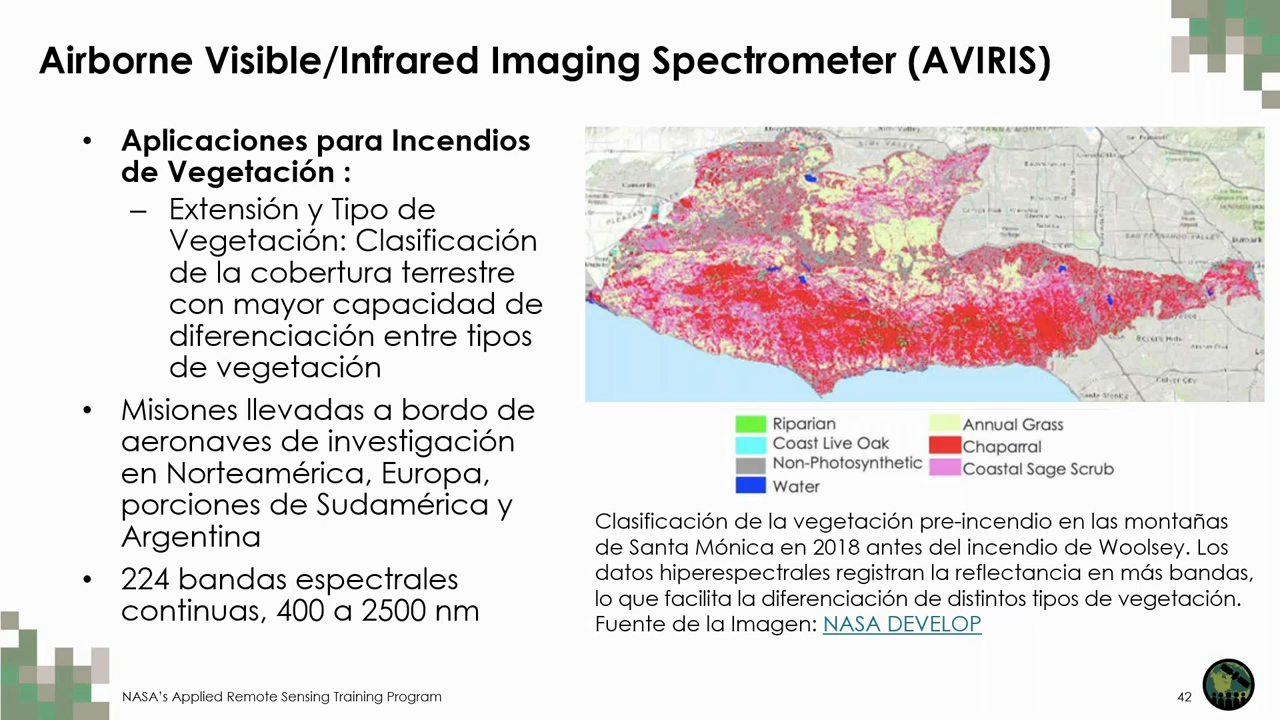 Airborne Visible/Infrared Imaging Spectrometer (AVIRIS)
• Aplicaciones para Incendios
de Vegetación :
– Extensión y Tipo de
Vegetación: Clasificación
de la cobertura terrestre
con mayor capacidad de
diferenciación entre tipos
de vegetación
• Misiones llevadas a bordo de
aeronaves de investigación
en Norteamérica, Europa,
porciones de Sudamérica y
Argentina
• 224 bandas espectrales
continuas, 400 a 2500 nm
Riparian
Coast Live Oak
Non-Photosynthetic
Water
Annual Grass
Chaparral
Coastal Sage Scrub
Clasificación de la vegetación pre-incendio en las montañas
de Santa Mónica en 2018 antes del incendio de Woolsey. Los
datos hiperespectrales registran la reflectancia en más bandas,
lo que facilita la diferenciación de distintos tipos de vegetación.
Fuente de la Imagen: NASA DEVELOP
NASA's Applied Remote Sensing Training Program
42